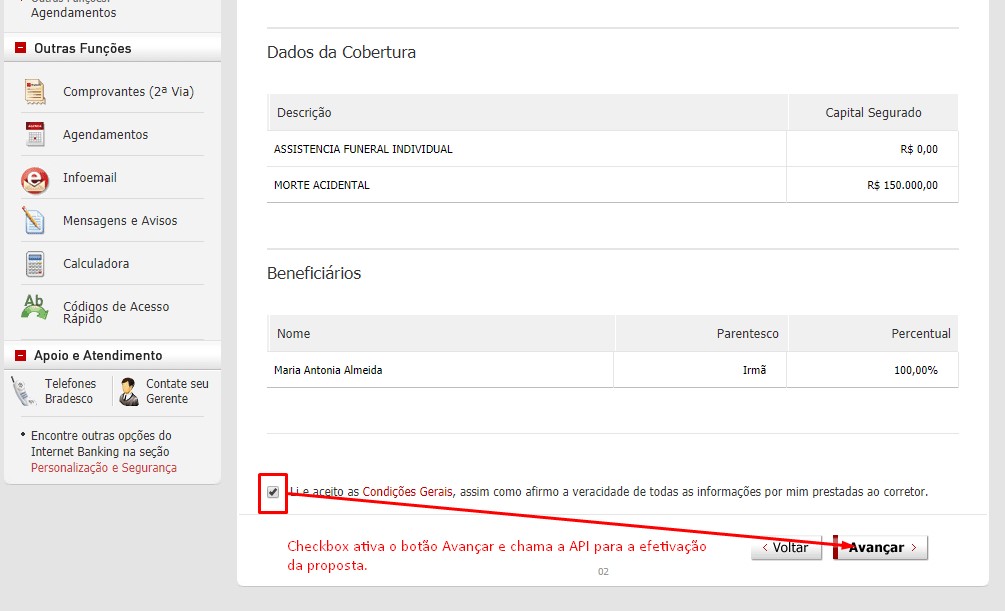 Outras Funções:
Agendamentos
Outras Funções
Comprovantes (2ª Via)
Agendamentos
Infoemail
Mensagens e Avisos
Calculadora
Ab
Códigos de Acesso
Rápido
Apoio e Atendimento
Telefones
Bradesco
Contate seu
Gerente
Encontre outras opções do
Internet Banking na seção
Personalização e Segurança
Dados da Cobertura
Descrição Capital Segurado
ASSISTENCIA FUNERAL INDIVIDUAL R$ 0,00
MORTE ACIDENTAL R$ 150.000,00
Beneficiários
Nome Parentesco Percentual
Maria Antonia Almeida Irmã 100,00%
Li e aceito as Condições Gerais, assim como afirmo a veracidade de todas as informações por mim prestadas ao corretor.
Checkbox ativa o botão Avançar e chama a API para a efetivação
da proposta.
< Voltar
Avançar >
02